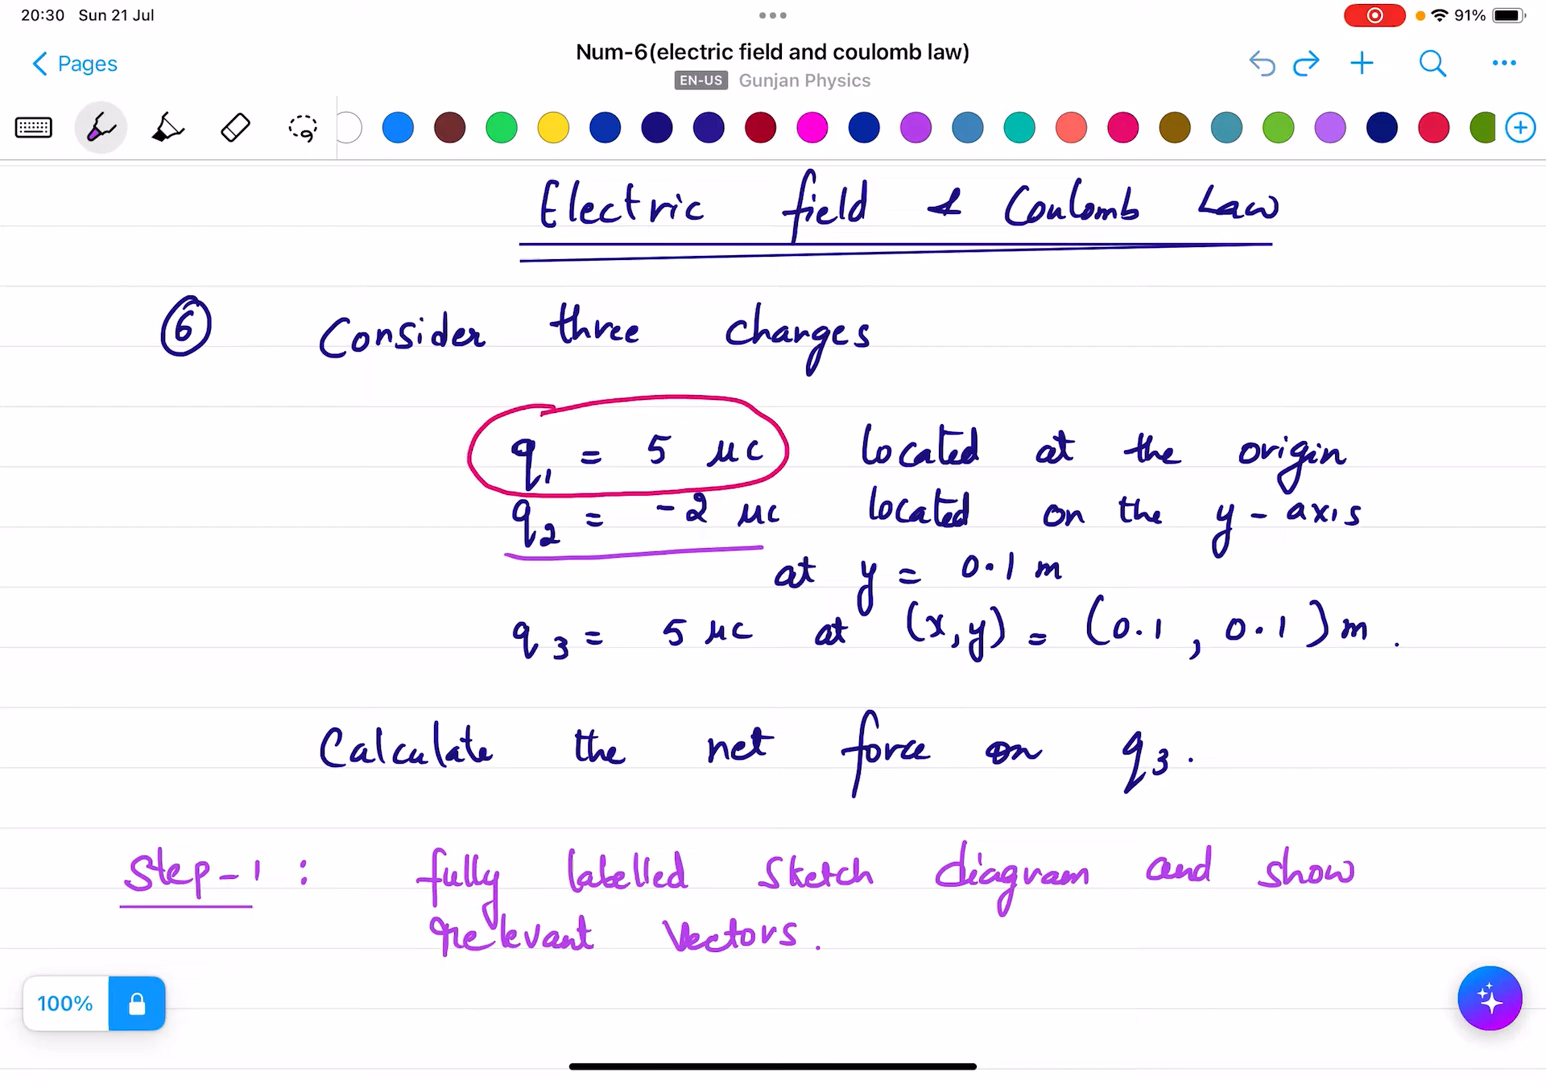 20:30 Sun 21 Jul
91%
Pages
Num-6(electric field and coulomb law)
EN-US Gunjan Physics
Electric field & Coulomb Law
6 Consider three charges
q1 = 5 μc located at the origin
q2 = -2 μc located on the y-axis
at y = 0.1 m
q3 = 5 μc at (x,y) = (0.1, 0.1) m.
Calculate the net force on q3.
Step-1: fully labelled sketch diagram and show
relevant vectors.
100%